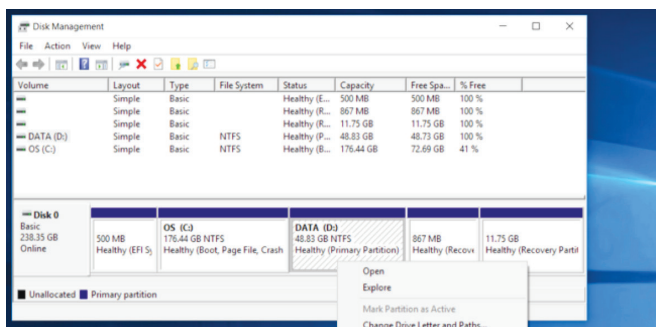 Disk Management
File Action View Help
Volume Layout Type File System Status Capacity Free Spa... % Free
Simple Basic Healthy (E... 500 MB 500 MB 100 %
Simple Basic Healthy (R... 867 MB 867 MB 100 %
Simple Basic Healthy (R... 11.75 GB 11.75 GB 100 %
DATA (D:) Simple Basic NTFS Healthy (P... 48.83 GB 48.73 GB 100 %
OS (C:) Simple Basic NTFS Healthy (B... 176.44 GB 72.69 GB 41 %
Disk 0
Basic
238.35 GB
Online
500 MB
Healthy (EFI Sy
OS (C:)
176.44 GB NTFS
Healthy (Boot, Page File, Crash
DATA (D:)
48.83 GB NTFS
Healthy (Primary Partition)
867 MB
Healthy (Recove
11.75 GB
Healthy (Recovery Partit
Open
Explore
Mark Partition as Active
Change Drive Letter and Paths...
Unallocated Primary partition